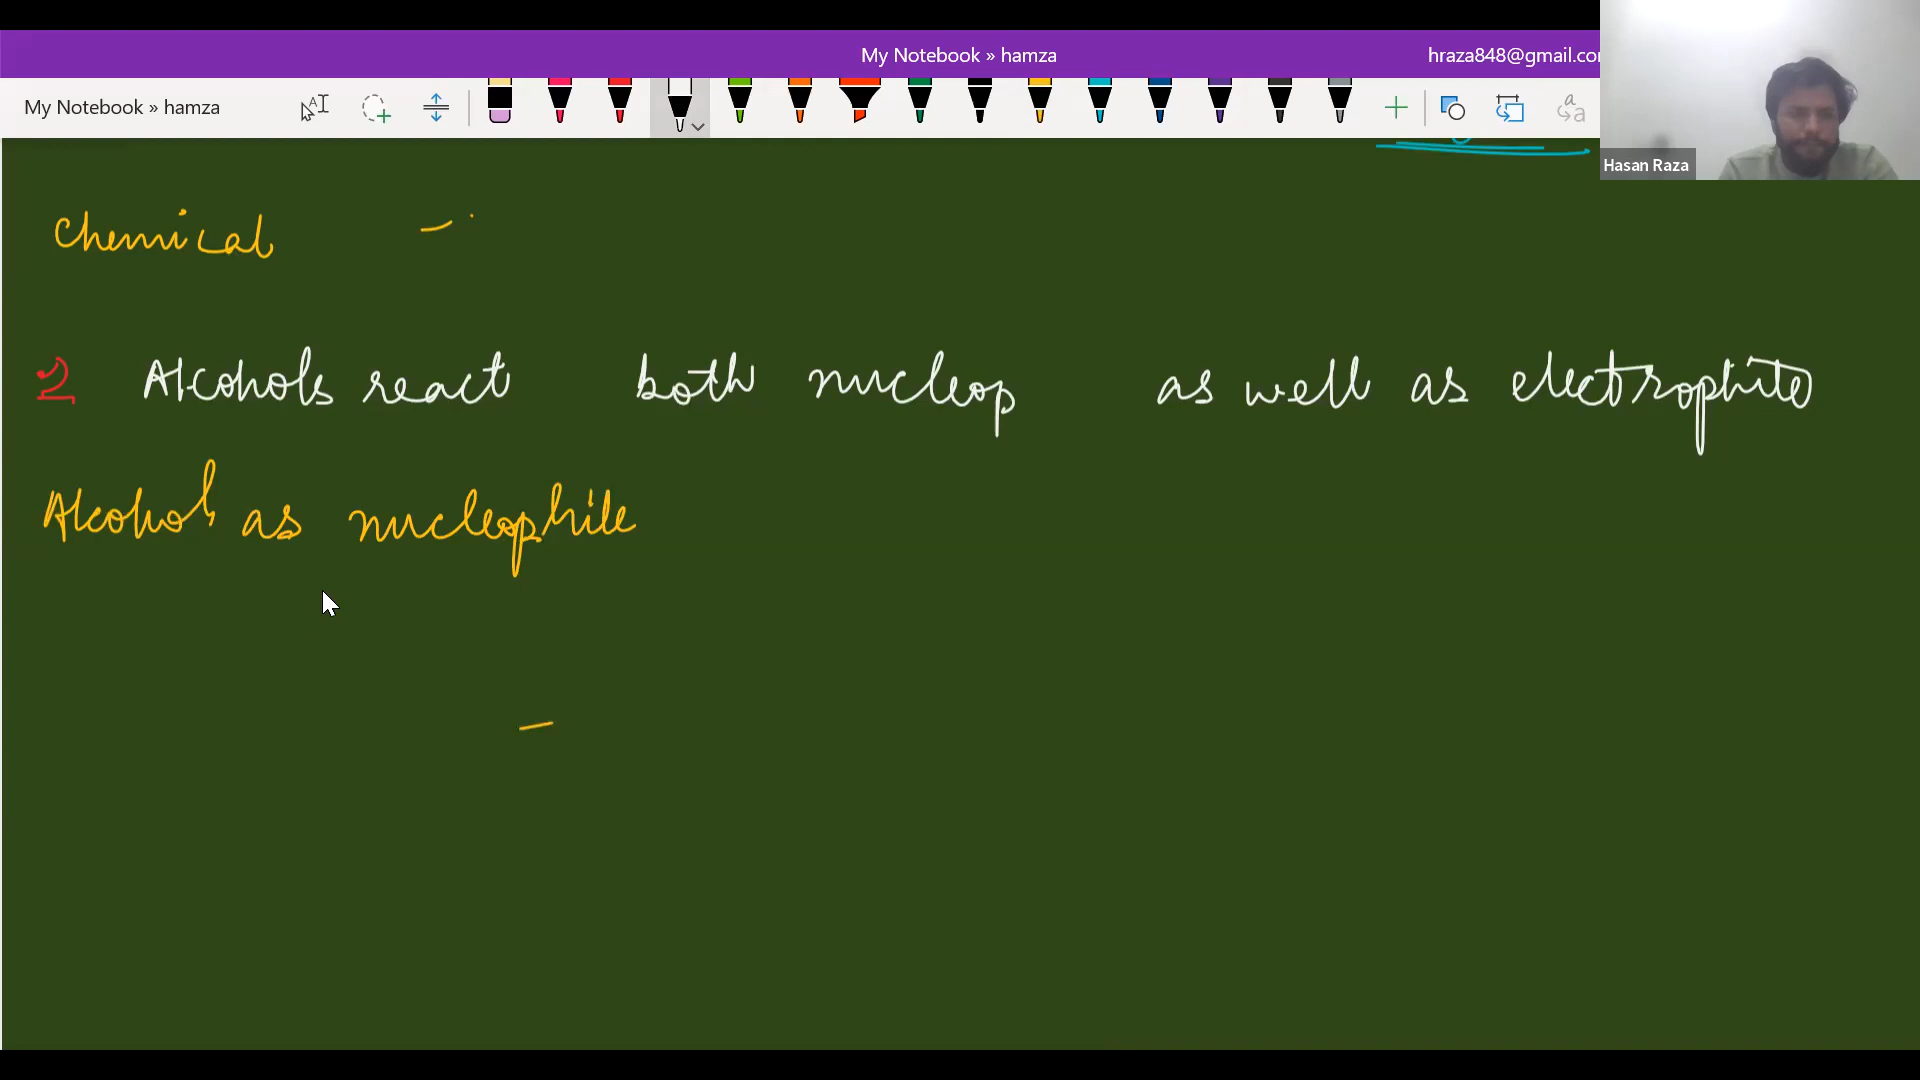 My Notebook » hamza
hraza848@gmail.co
My Notebook » hamza
Hasan Raza
Chemical
2 Alcohols react both nucleop as well as electrophile
Alcohol as nucleophile